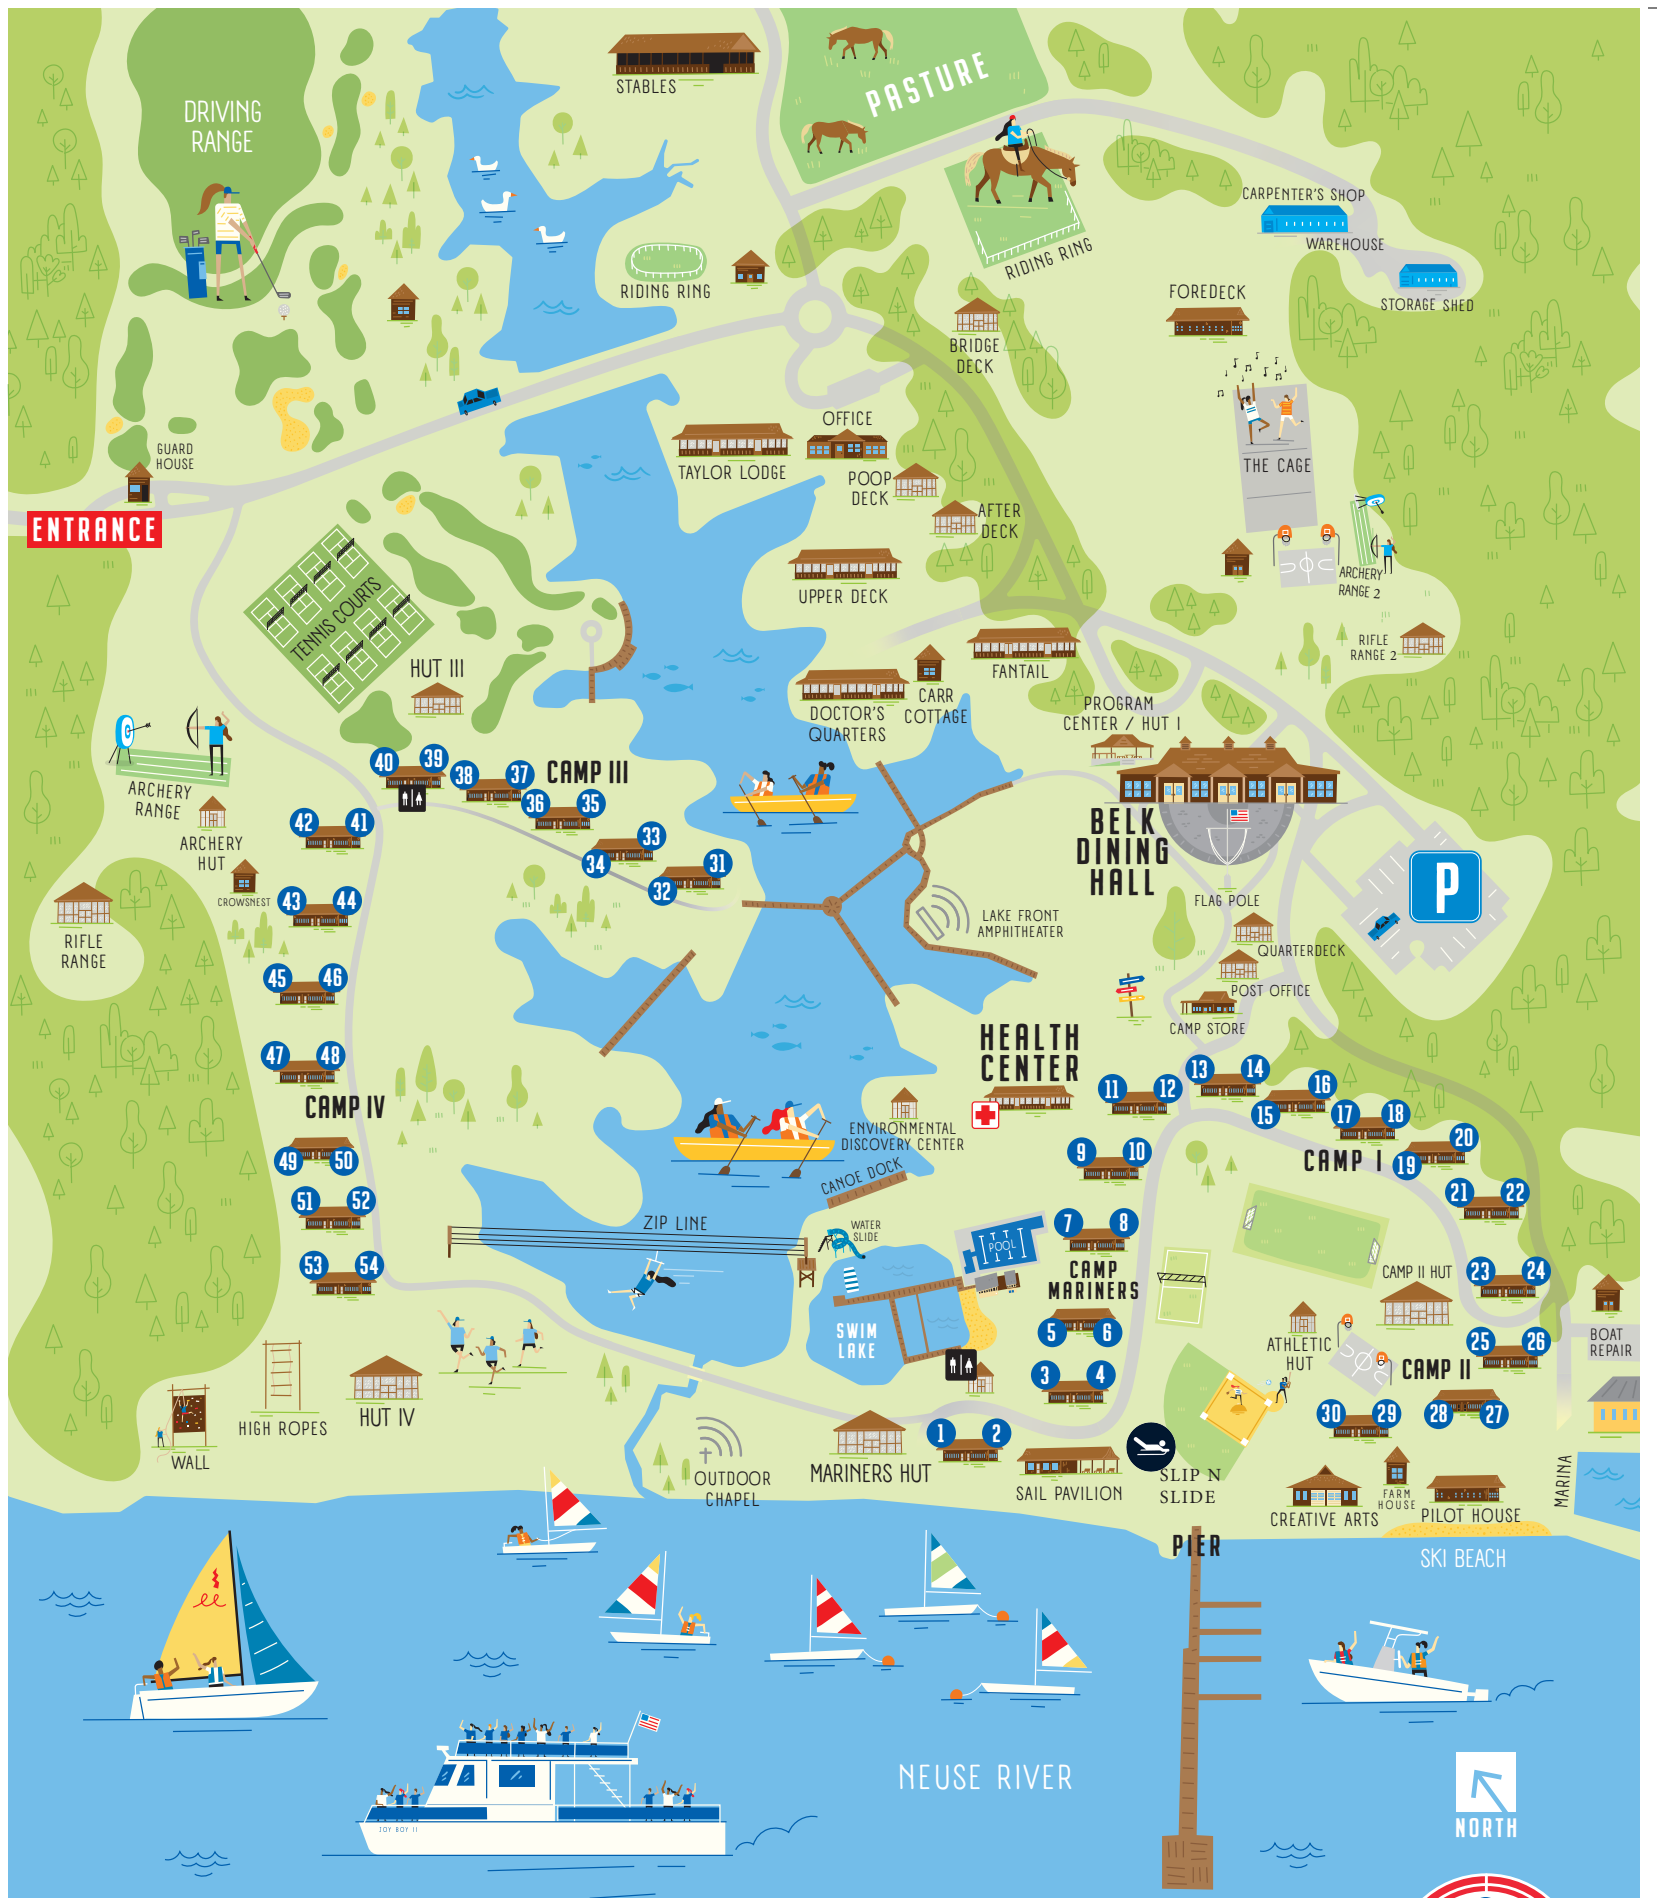 DRIVING
RANGE
STABLES
PASTURE
RIDING RING
RIDING RING
CARPENTER'S SHOP
WAREHOUSE
STORAGE SHED
FOREDECK
BRIDGE
DECK
GUARD
HOUSE
ENTRANCE
TAYLOR LODGE
OFFICE
POOP
DECK
AFTER
DECK
THE CAGE
UPPER DECK
ARCHERY
RANGE 2
RIFLE
RANGE 2
TENNIS COURTS
HUT III
FANTAIL
CARR
COTTAGE
DOCTOR'S
QUARTERS
PROGRAM
CENTER / HUT I
ARCHERY
RANGE
ARCHERY
HUT
CROWSNEST
RIFLE
RANGE
40
39
38
37
CAMP III
36
35
33
34
31
32
42
41
43
44
45
46
47
48
CAMP IV
49
50
51
52
53
54
BELK
DINING
HALL
P
FLAG POLE
LAKE FRONT
AMPHITHEATER
QUARTERDECK
POST OFFICE
CAMP STORE
HEALTH
CENTER
ENVIRONMENTAL
DISCOVERY CENTER
CANOE DOCK
11
12
13
14
15
16
17
18
CAMP I
19
20
21
22
9
10
7
8
CAMP
MARINERS
5
6
3
4
1
2
ZIP LINE
WATER
SLIDE
POOL
SWIM
LAKE
CAMP II HUT
23
24
25
26
CAMP II
ATHLETIC
HUT
30
29
28
27
BOAT
REPAIR
WALL
HIGH ROPES
HUT IV
OUTDOOR
CHAPEL
MARINERS HUT
SAIL PAVILION
SLIP N
SLIDE
CREATIVE ARTS
FARM
HOUSE
PILOT HOUSE
MARINA
PIER
SKI BEACH
NEUSE RIVER
JOY BOY II
NORTH